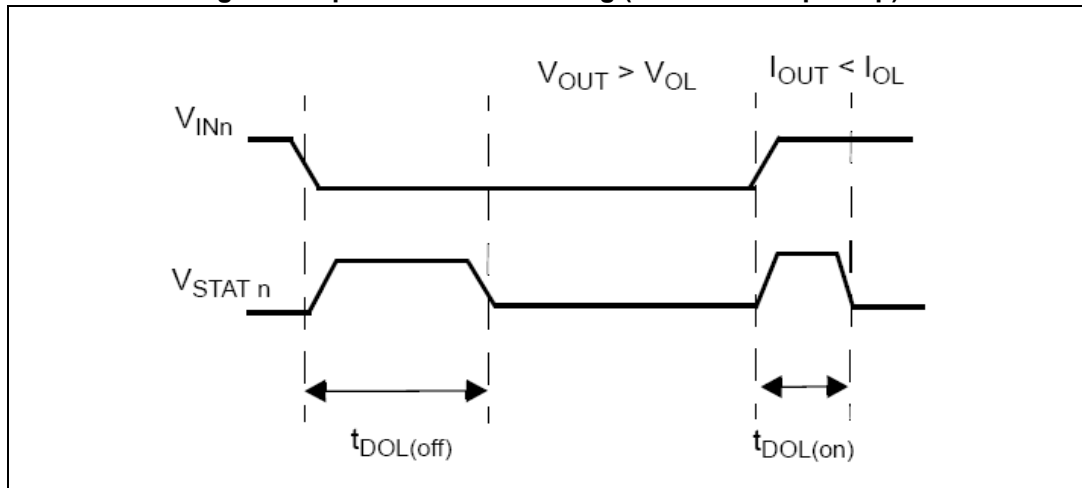 V_OUT > V_OL
I_OUT < I_OL
V_INn
V_STAT n
t_DOL(off)
t_DOL(on)